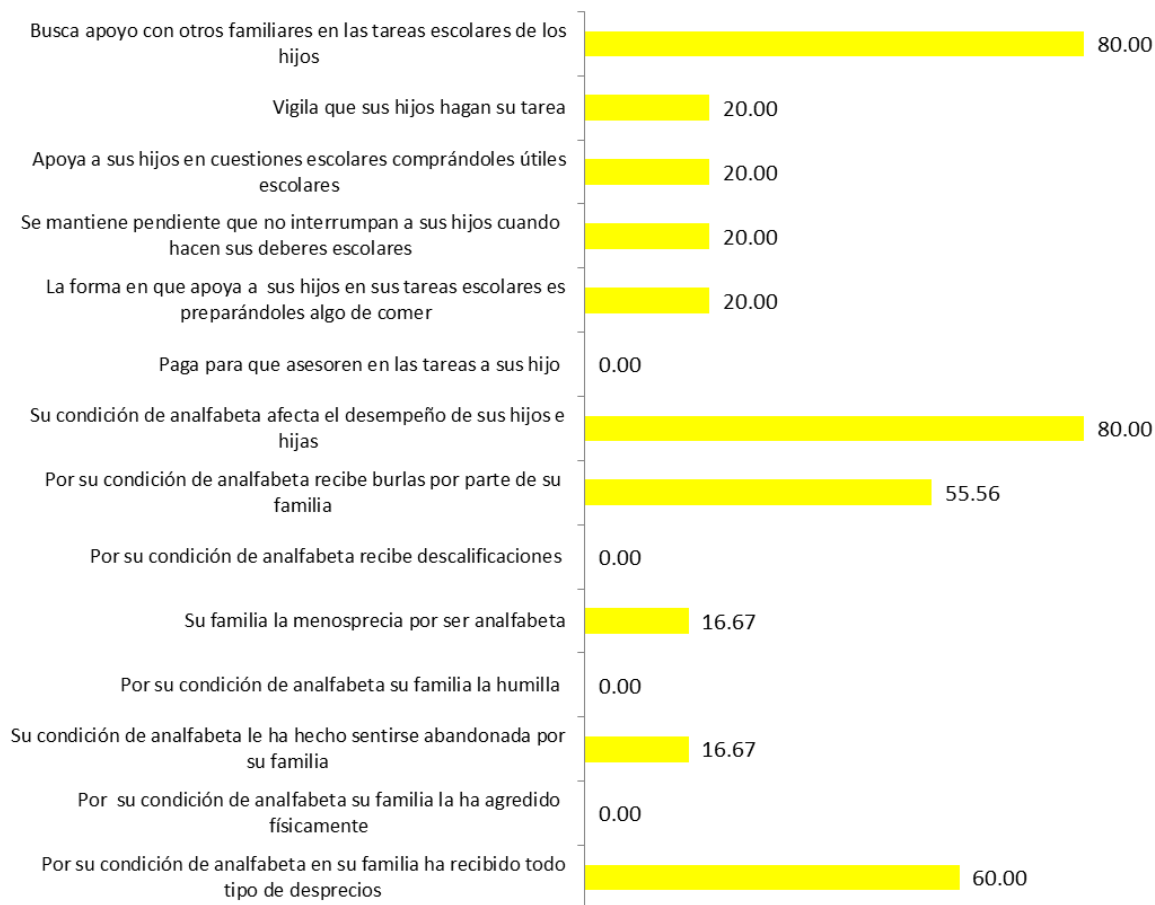 Busca apoyo con otros familiares en las tareas escolares de los
hijos
80.00
Vigila que sus hijos hagan su tarea
20.00
Apoya a sus hijos en cuestiones escolares comprándoles útiles
escolares
20.00
Se mantiene pendiente que no interrumpan a sus hijos cuando
hacen sus deberes escolares
20.00
La forma en que apoya a  sus hijos en sus tareas escolares es
preparándoles algo de comer
20.00
Paga para que asesoren en las tareas a sus hijo
0.00
Su condición de analfabeta afecta el desempeño de sus hijos e
hijas
80.00
Por su condición de analfabeta recibe burlas por parte de su
familia
55.56
Por su condición de analfabeta recibe descalificaciones
0.00
Su familia la menosprecia por ser analfabeta
16.67
Por su condición de analfabeta su familia la humilla
0.00
Su condición de analfabeta le ha hecho sentirse abandonada por
su familia
16.67
Por  su condición de analfabeta su familia la ha agredido
físicamente
0.00
Por su condición de analfabeta en su familia ha recibido todo
tipo de desprecios
60.00